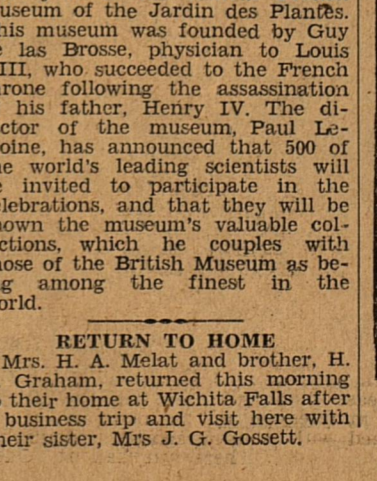 useum of the Jardin des Plantes.
his museum was founded by Guy
e las Brosse, physician to Louis
III, who succeeded to the French
rone following the assassination
his father, Henry IV. The di-
ctor of the museum, Paul Le-
oine, has announced that 500 of
e world's leading scientists will
e invited to participate in the
lebrations, and that they will be
hown the museum's valuable col-
ctions, which he couples with
hose of the British Museum as be-
g among the finest in the
orld.
RETURN TO HOME
Mrs. H. A. Melat and brother, H.
Graham, returned this morning
their home at Wichita Falls after
business trip and visit here with
heir sister, Mrs J. G. Gossett.